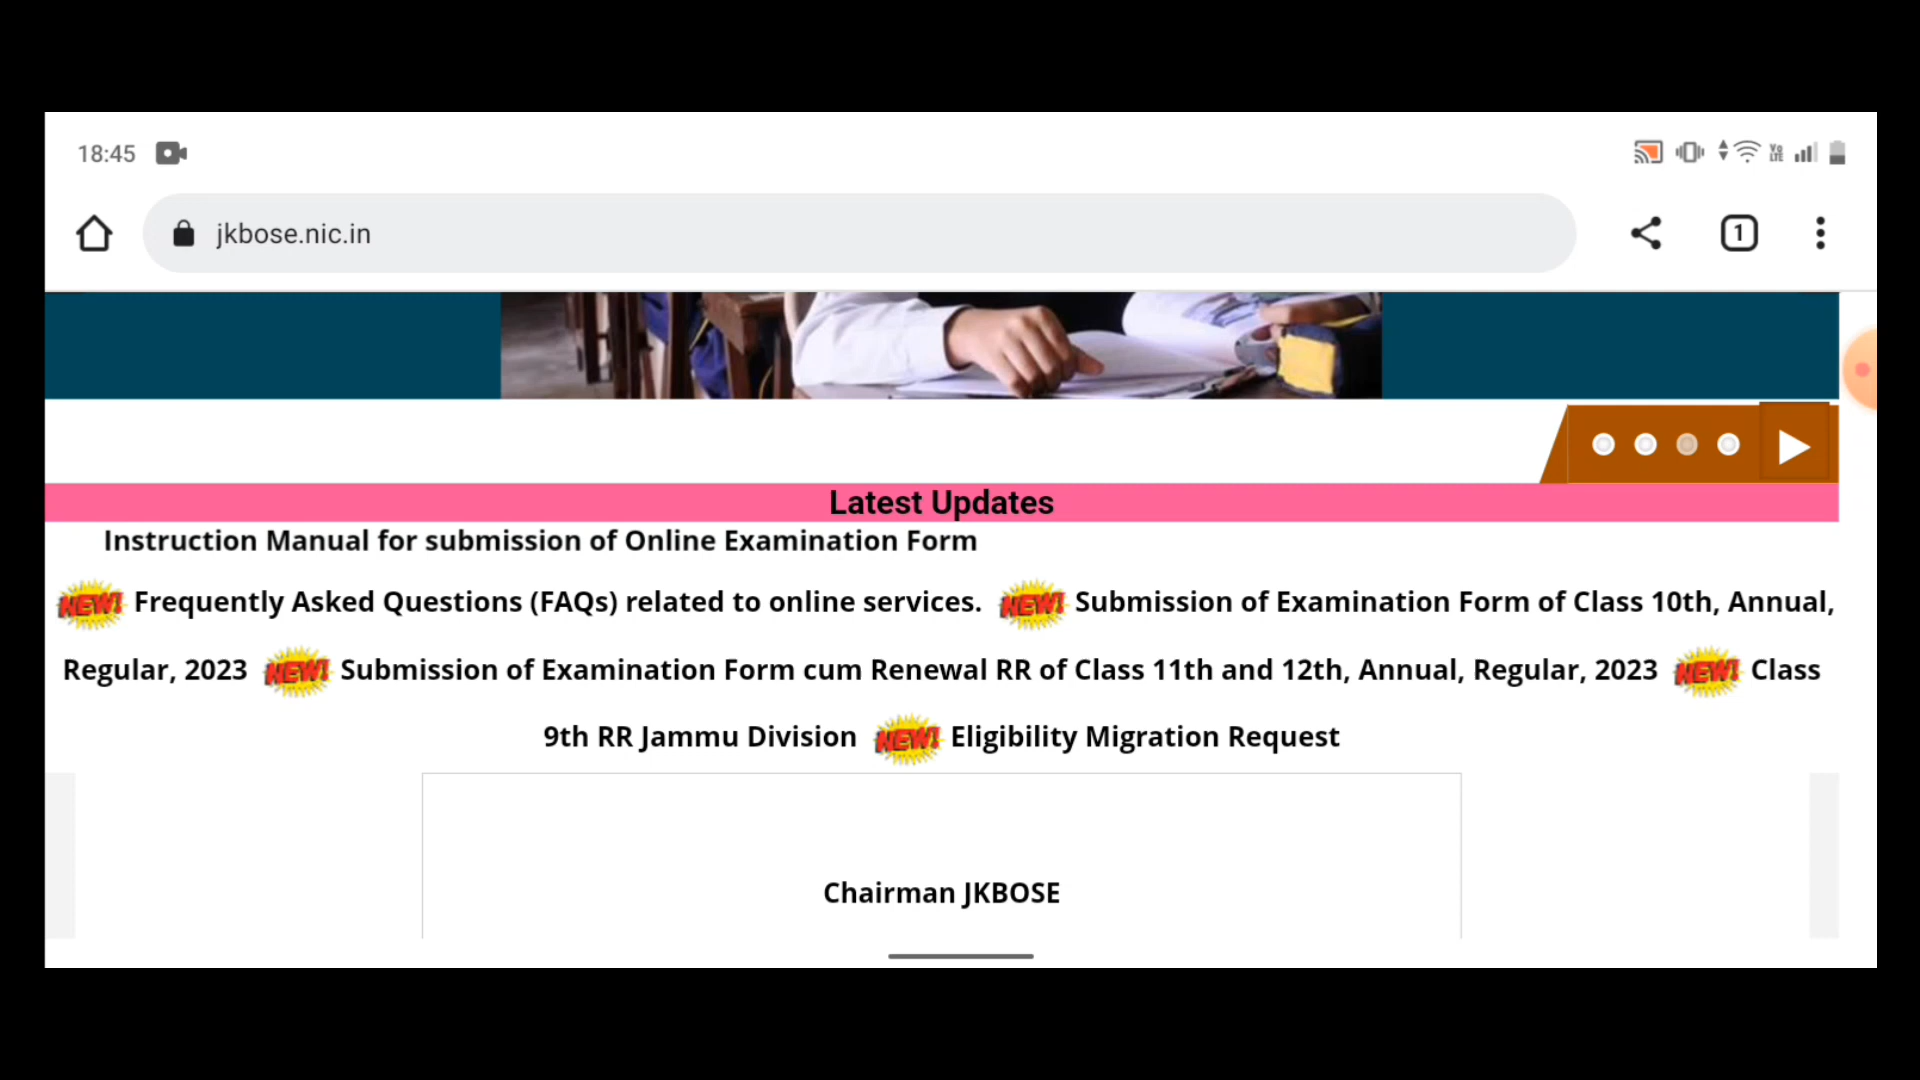 18:45
Vo
LTE
jkbose.nic.in
1
Latest Updates
Instruction Manual for submission of Online Examination Form
NEW! Frequently Asked Questions (FAQs) related to online services. NEW! Submission of Examination Form of Class 10th, Annual,
Regular, 2023 NEW! Submission of Examination Form cum Renewal RR of Class 11th and 12th, Annual, Regular, 2023 NEW! Class
9th RR Jammu Division NEW! Eligibility Migration Request
Chairman JKBOSE